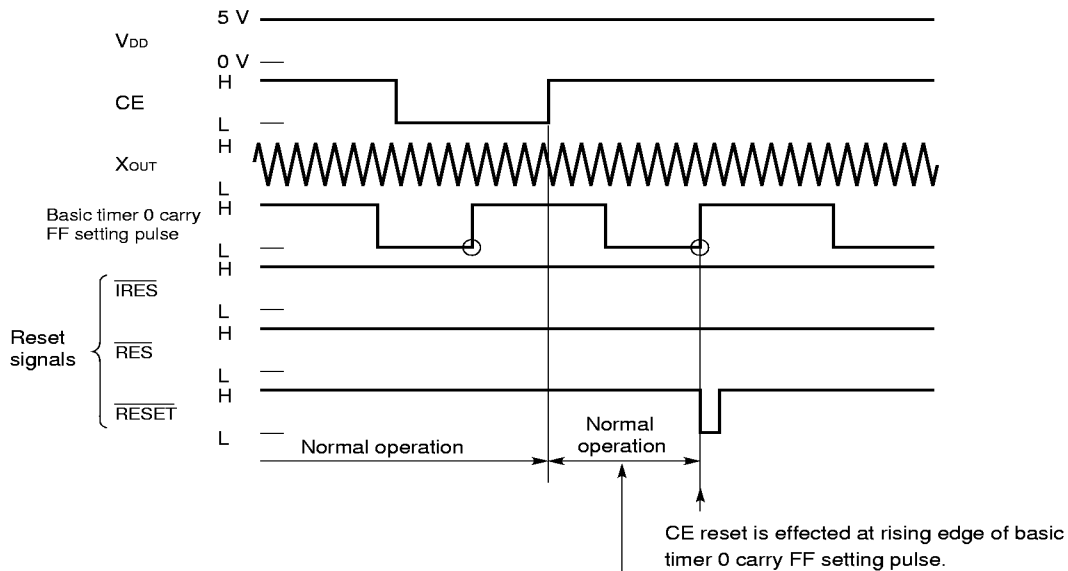 5 V
VDD
0 V
H
CE
L
H
XOUT
L
H
Basic timer 0 carry
FF setting pulse
L
H
IRES
L
H
Reset
signals
RES
L
H
RESET
L
Normal operation
Normal
operation
CE reset is effected at rising edge of basic
timer 0 carry FF setting pulse.